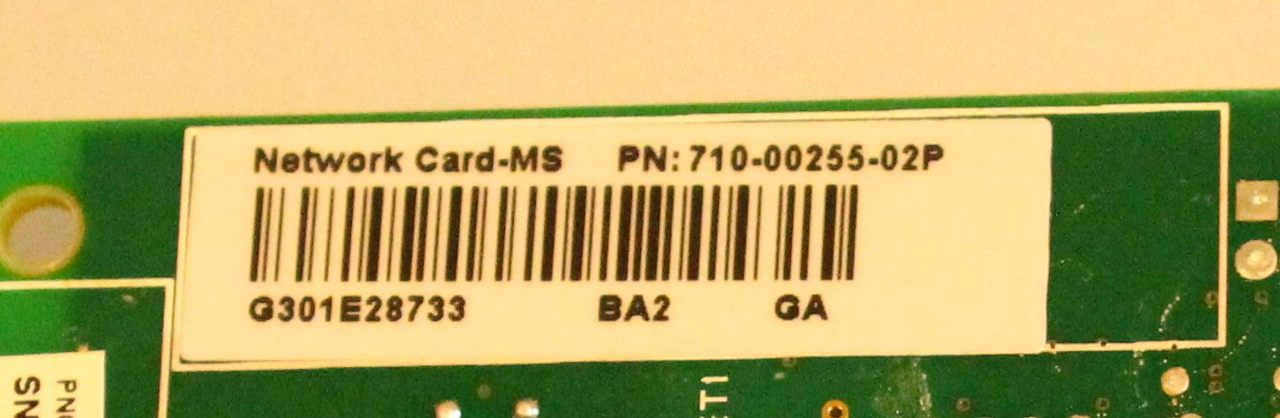 Network Card-MS PN: 710-00255-02P
G301E28733 BA2 GA